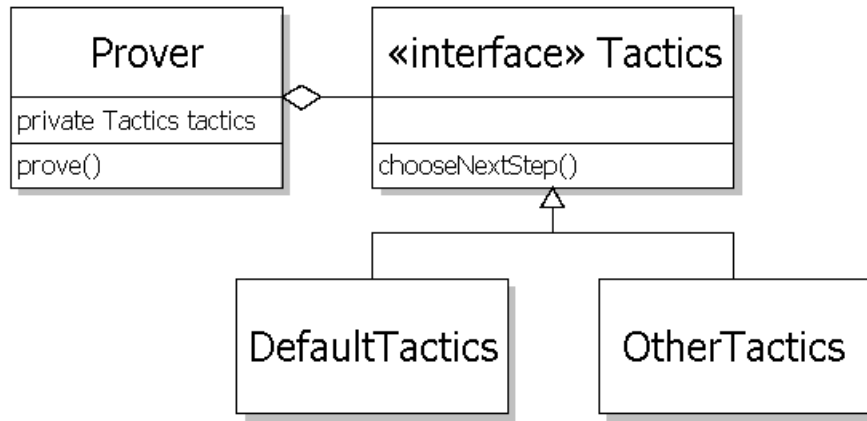 Prover
private Tactics tactics
prove()
«interface» Tactics
chooseNextStep()
DefaultTactics
OtherTactics